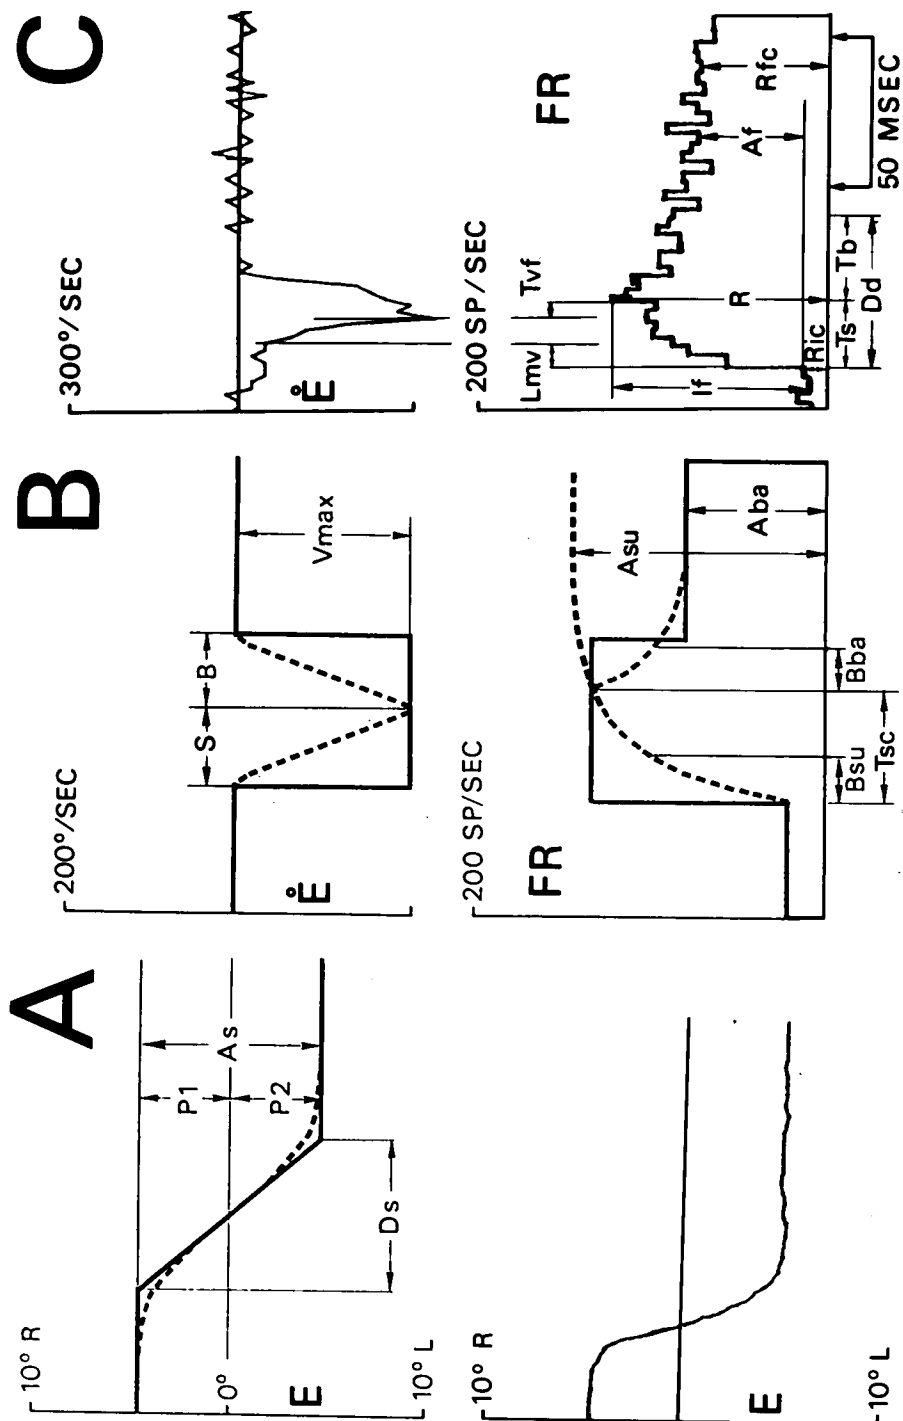 A
10° R
0°
10° L
E
P1
P2
As
Ds
10° R
10° L
E
B
200°/SEC
E̊
S
B
Vmax
200 SP/SEC
FR
Asu
Aba
Bsu
Bba
Tsc
C
300°/SEC
E̊
200 SP/SEC
FR
Lmv
Tvf
If
R
Ric
Af
Rfc
Ts
Tb
Dd
50 MSEC